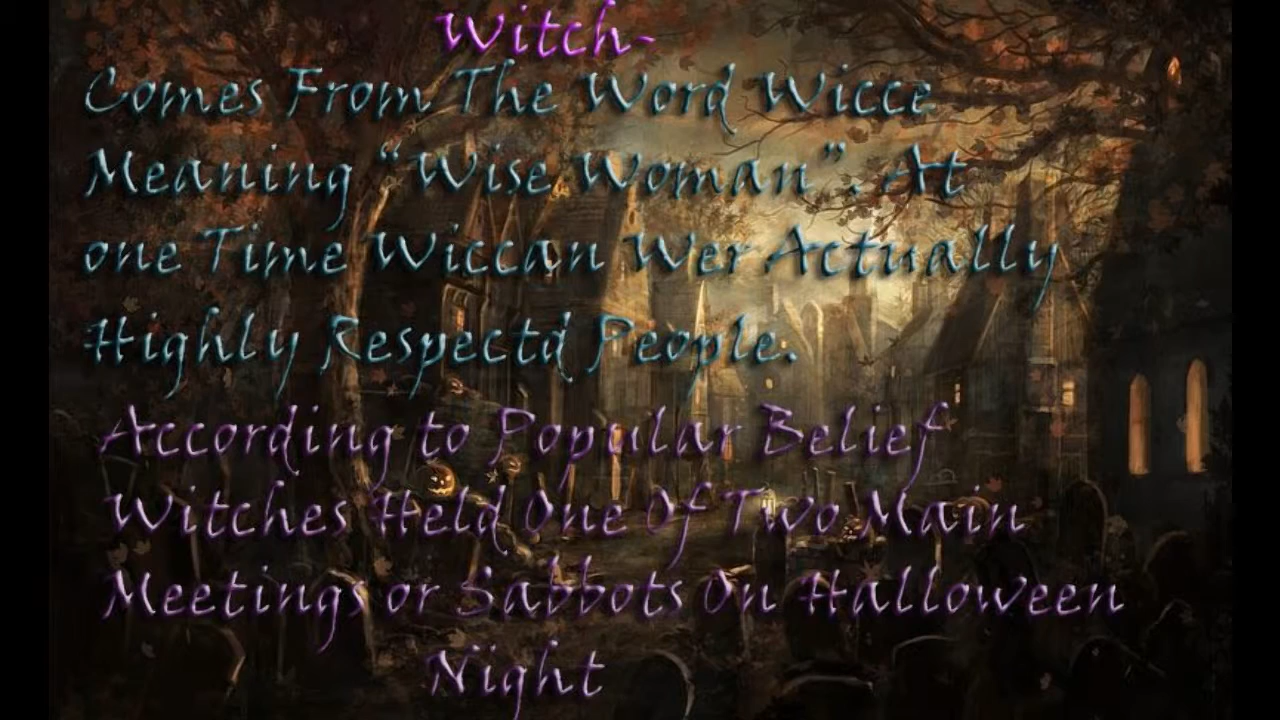 Witch-
Comes From The Word Wicce
Meaning "Wise Woman". At
one Time Wiccan Wer Actually
Highly Respectd People.
According to Popular Belief
Witches Held One Of Two Main
Meetings or Sabbots On Halloween
Night